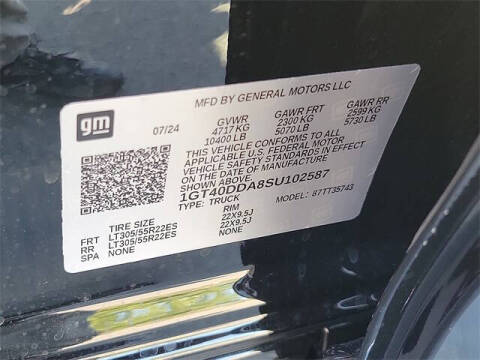 MFD BY GENERAL MOTORS LLC
gm
07/24
GVWR GAWR FRT GAWR RR
4717 KG 2300 KG 2599 KG
10400 LB 5070 LB 5730 LB
THIS VEHICLE CONFORMS TO ALL
APPLICABLE U.S. FEDERAL MOTOR
VEHICLE SAFETY STANDARDS IN EFFECT
ON THE DATE OF MANUFACTURE
SHOWN ABOVE.
1GT40DDA8SU102587
TYPE: TRUCK MODEL: 87TT35743
TIRE SIZE RIM
FRT LT305/55R22ES 22X9.5J
RR LT305/55R22ES 22X9.5J
SPA NONE NONE